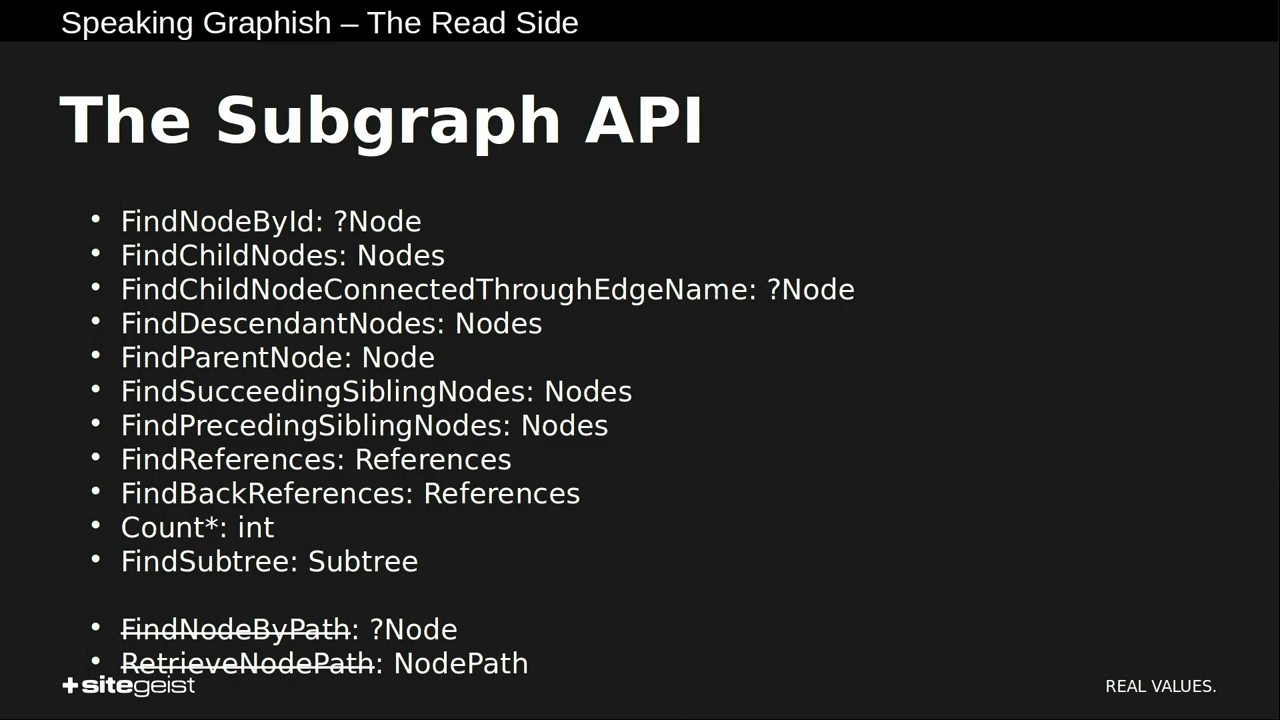 Speaking Graphish – The Read Side
The Subgraph API
• FindNodeById: ?Node
• FindChildNodes: Nodes
• FindChildNodeConnectedThroughEdgeName: ?Node
• FindDescendantNodes: Nodes
• FindParentNode: Node
• FindSucceedingSiblingNodes: Nodes
• FindPrecedingSiblingNodes: Nodes
• FindReferences: References
• FindBackReferences: References
• Count*: int
• FindSubtree: Subtree
• FindNodeByPath: ?Node
• RetrieveNodePath: NodePath
+sitegeist
REAL VALUES.